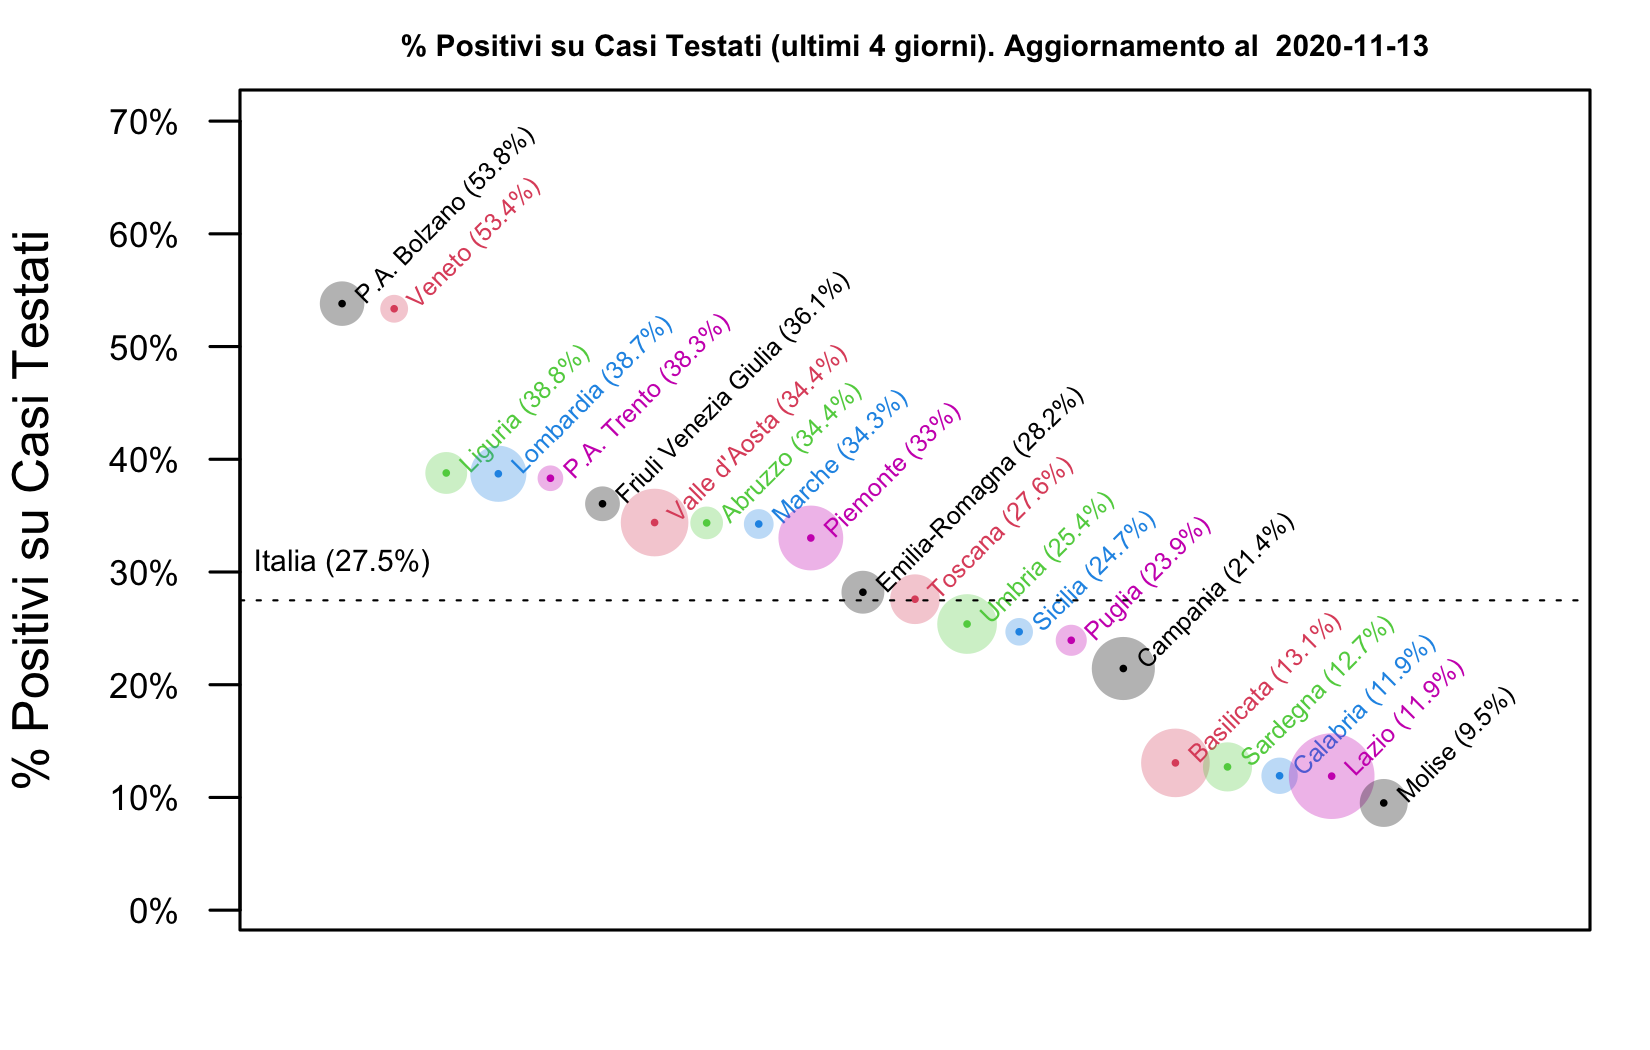 % Positivi su Casi Testati (ultimi 4 giorni). Aggiornamento al  2020-11-13
% Positivi su Casi Testati
70%
60%
50%
40%
30%
20%
10%
0%
P.A. Bolzano (53.8%)
Veneto (53.4%)
Liguria (38.8%)
Lombardia (38.7%)
P.A. Trento (38.3%)
Friuli Venezia Giulia (36.1%)
Valle d'Aosta (34.4%)
Abruzzo (34.4%)
Marche (34.3%)
Piemonte (33%)
Italia (27.5%)
Emilia-Romagna (28.2%)
Toscana (27.6%)
Umbria (25.4%)
Sicilia (24.7%)
Puglia (23.9%)
Campania (21.4%)
Basilicata (13.1%)
Sardegna (12.7%)
Calabria (11.9%)
Lazio (11.9%)
Molise (9.5%)